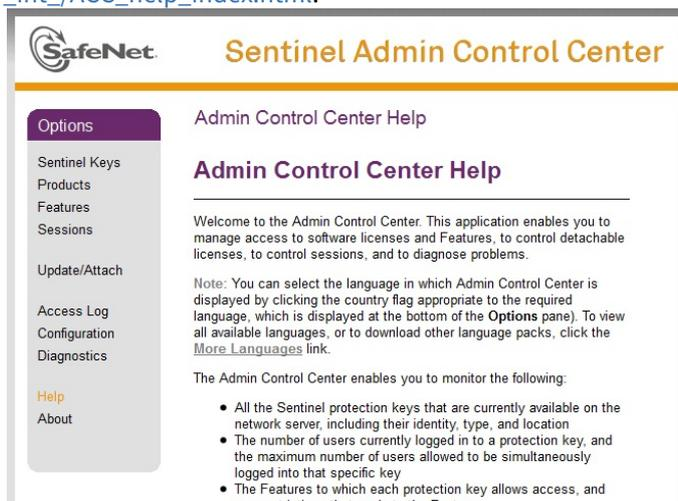 _int_/ACC_help_index.html.
SafeNet.
Sentinel Admin Control Center
Options
Sentinel Keys
Products
Features
Sessions
Update/Attach
Access Log
Configuration
Diagnostics
Help
About
Admin Control Center Help
Admin Control Center Help
Welcome to the Admin Control Center. This application enables you to
manage access to software licenses and Features, to control detachable
licenses, to control sessions, and to diagnose problems.
Note: You can select the language in which Admin Control Center is
displayed by clicking the country flag appropriate to the required
language, which is displayed at the bottom of the Options pane). To view
all available languages, or to download other language packs, click the
More Languages link.
The Admin Control Center enables you to monitor the following:
• All the Sentinel protection keys that are currently available on the
network server, including their identity, type, and location
• The number of users currently logged in to a protection key, and
the maximum number of users allowed to be simultaneously
logged into that specific key
• The Features to which each protection key allows access, and